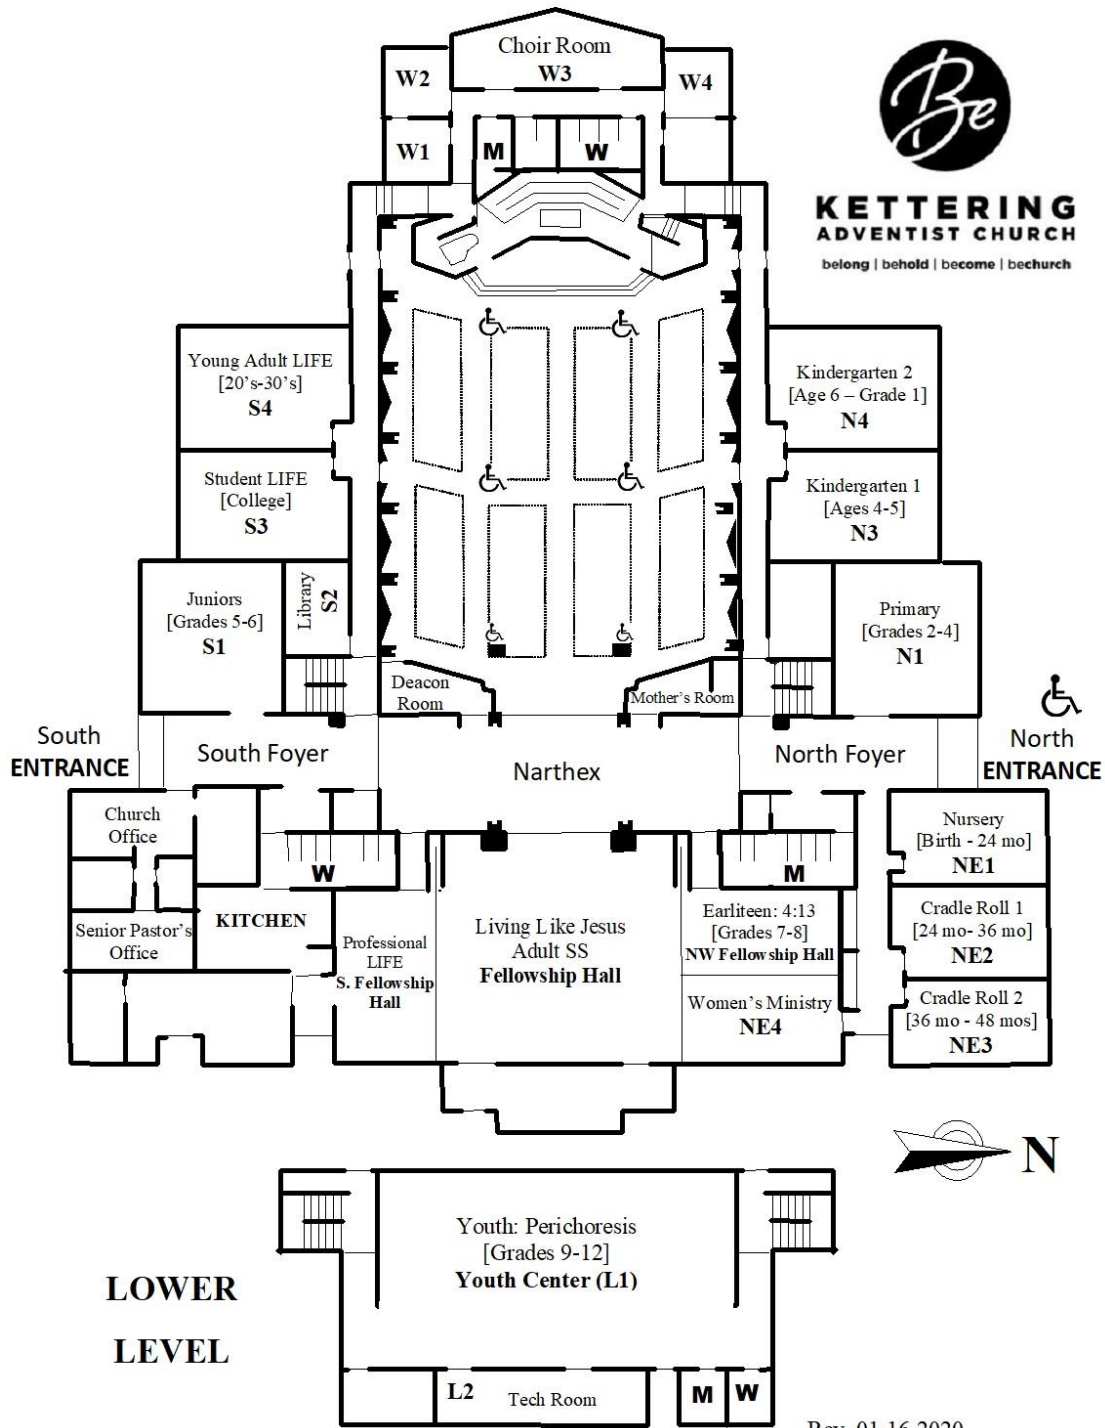 Choir Room
W3
W2
W4
W1
M
W
Be
KETTERING
ADVENTIST CHURCH
belong | behold | become | bechurch
Young Adult LIFE
[20's-30's]
S4
Kindergarten 2
[Age 6 – Grade 1]
N4
Student LIFE
[College]
S3
Kindergarten 1
[Ages 4-5]
N3
Juniors
[Grades 5-6]
S1
Library
S2
Primary
[Grades 2-4]
N1
Deacon
Room
Mother's Room
South
ENTRANCE
South Foyer
Narthex
North Foyer
North
ENTRANCE
Church
Office
W
M
Nursery
[Birth - 24 mo]
NE1
KITCHEN
Senior Pastor's
Office
Professional
LIFE
S. Fellowship
Hall
Living Like Jesus
Adult SS
Fellowship Hall
Earliteen: 4:13
[Grades 7-8]
NW Fellowship Hall
Women's Ministry
NE4
Cradle Roll 1
[24 mo- 36 mo]
NE2
Cradle Roll 2
[36 mo - 48 mos]
NE3
N
Youth: Perichoresis
[Grades 9-12]
Youth Center (L1)
LOWER
LEVEL
L2
Tech Room
M
W
Rev. 01.16.2020